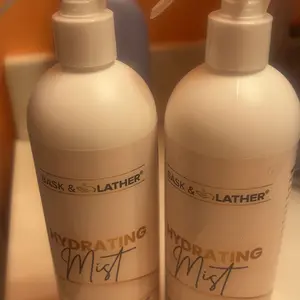 BASK & LATHER®
HYDRATING
Mist
BASK & LATHER®
HYDRATING
Mist